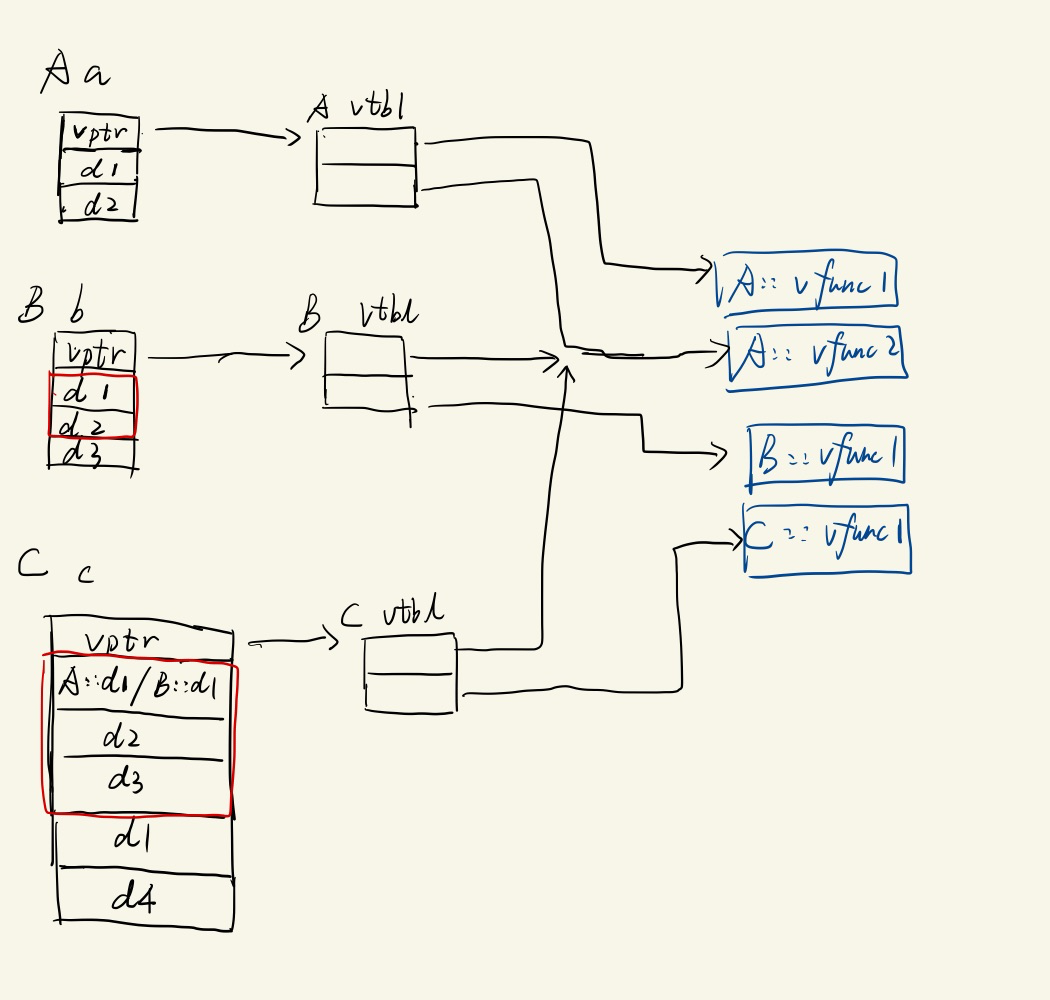 A a
A vtbl
vptr
d1
d2
A::vfunc1
B b
B vtbl
vptr
d1
d2
d3
A::vfunc2
B::vfunc1
C::vfunc1
C c
C vtbl
vptr
A::d1/B::d1
d2
d3
d1
d4